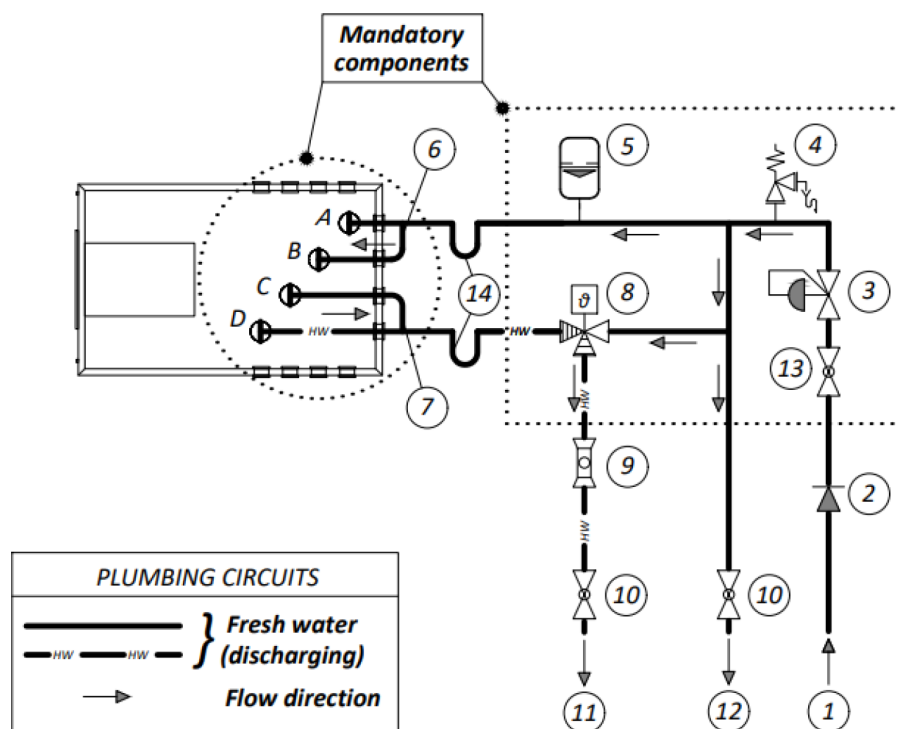 Mandatory
components
6
5
4
A
B
C
D
14
ϑ
8
3
HW
HW
13
7
HW
9
2
HW
PLUMBING CIRCUITS
10
10
Fresh water
(discharging)
HW
HW
Flow direction
11
12
1